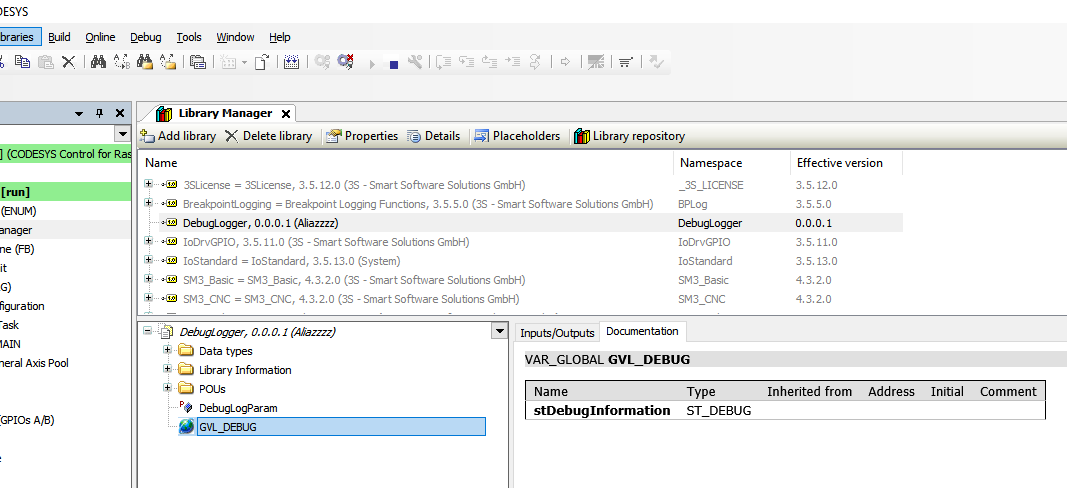 ODESYS
braries Build Online Debug Tools Window Help
Library Manager
Add library Delete library Properties Details Placeholders Library repository
] (CODESYS Control for Ras
[run]
(ENUM)
anager
ne (FB)
it
G)
figuration
Task
MAIN
neral Axis Pool
(GPIOs A/B)
Name Namespace Effective version
3SLicense = 3SLicense, 3.5.12.0 (3S - Smart Software Solutions GmbH) _3S_LICENSE 3.5.12.0
BreakpointLogging = Breakpoint Logging Functions, 3.5.5.0 (3S - Smart Software Solutions GmbH) BPLog 3.5.5.0
DebugLogger, 0.0.0.1 (Aliazzzz) DebugLogger 0.0.0.1
IoDrvGPIO, 3.5.11.0 (3S - Smart Software Solutions GmbH) IoDrvGPIO 3.5.11.0
IoStandard = IoStandard, 3.5.13.0 (System) IoStandard 3.5.13.0
SM3_Basic = SM3_Basic, 4.3.2.0 (3S - Smart Software Solutions GmbH) SM3_Basic 4.3.2.0
SM3_CNC = SM3_CNC, 4.3.2.0 (3S - Smart Software Solutions GmbH) SM3_CNC 4.3.2.0
DebugLogger, 0.0.0.1 (Aliazzzz)
Data types
Library Information
POUs
DebugLogParam
GVL_DEBUG
Inputs/Outputs Documentation
VAR_GLOBAL GVL_DEBUG
Name Type Inherited from Address Initial Comment
stDebugInformation ST_DEBUG